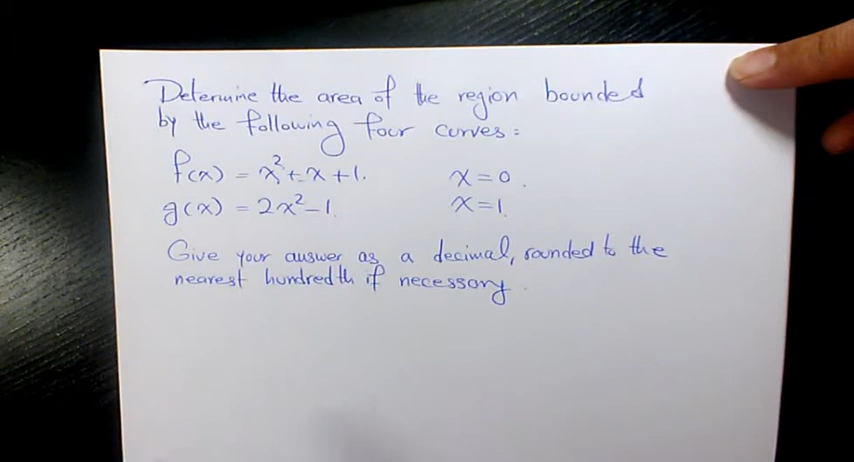 Determine the area of the region bounded
by the following four curves:
f(x) = x² + x + 1. x = 0.
g(x) = 2x² - 1. x = 1.
Give your answer as a decimal, rounded to the
nearest hundredth if necessary.